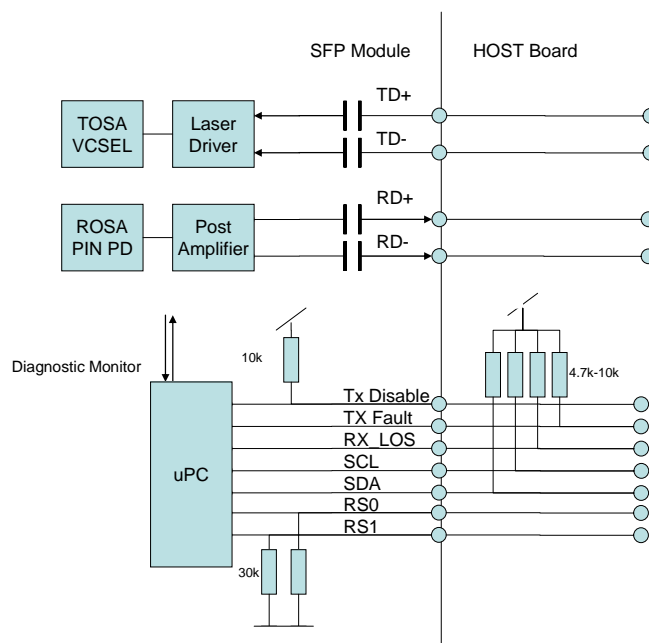 SFP Module
HOST Board
TD+
TOSA
VCSEL
Laser
Driver
TD-
RD+
ROSA
PIN PD
Post
Amplifier
RD-
Diagnostic Monitor
10k
4.7k-10k
Tx Disable
TX Fault
RX_LOS
uPC
SCL
SDA
RS0
RS1
30k